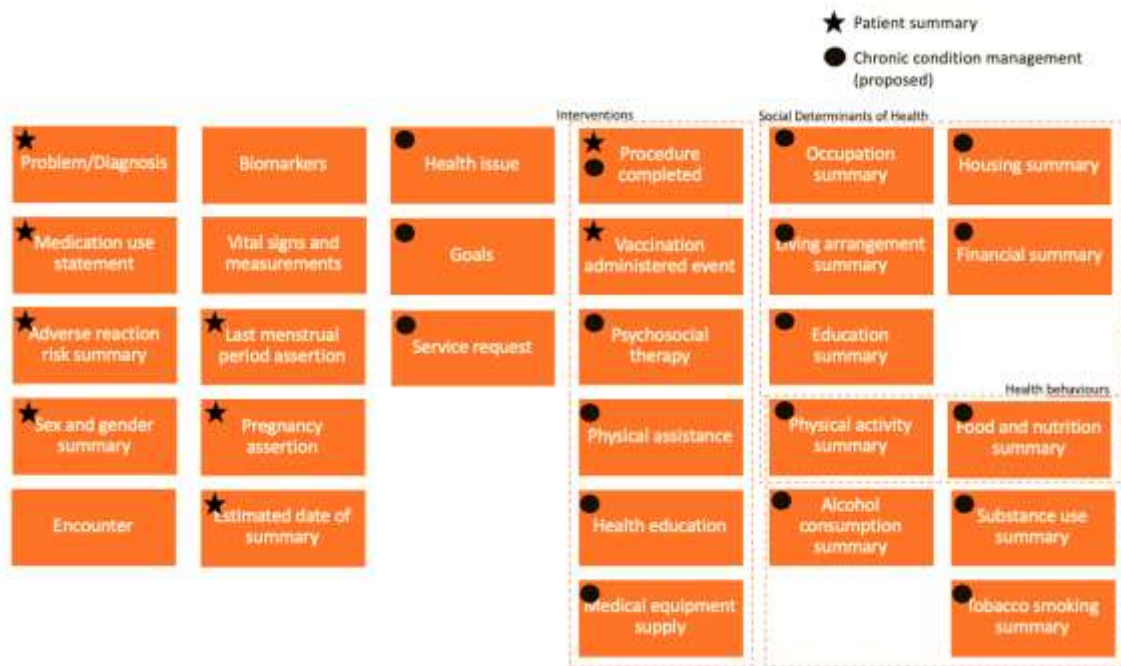 Patient summary
Chronic condition management
(proposed)
Interventions
Social Determinants of Health
Problem/Diagnosis
Biomarkers
Health issue
Procedure
completed
Occupation
summary
Housing summary
Medication use
statement
Vital signs and
measurements
Goals
Vaccination
administered event
Living arrangement
summary
Financial summary
Adverse reaction
risk summary
Last menstrual
period assertion
Service request
Psychosocial
therapy
Education
summary
Health behaviours
Sex and gender
summary
Pregnancy
assertion
Physical assistance
Physical activity
summary
Food and nutrition
summary
Encounter
Estimated date of
summary
Health education
Alcohol
consumption
summary
Substance use
summary
Medical equipment
supply
Tobacco smoking
summary